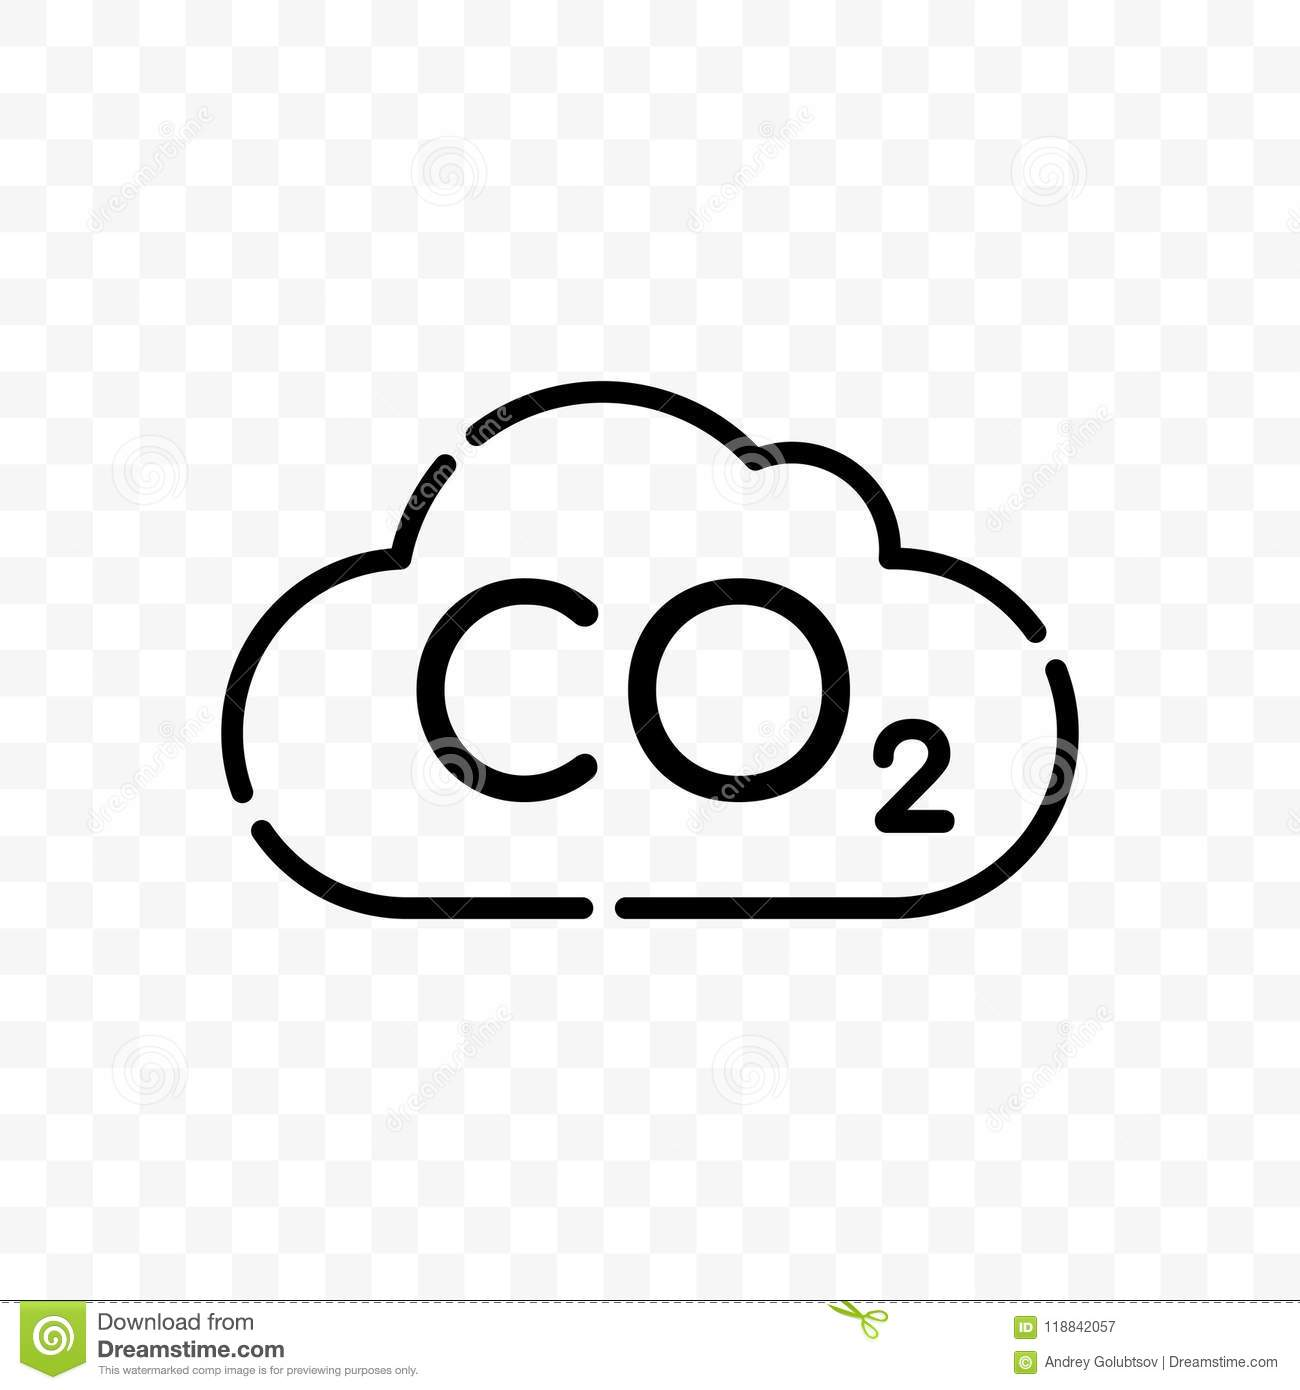 CO₂
Download from
Dreamstime.com
This watermarked comp image is for previewing purposes only.
ID 118842057
© Andrey Golubtsov | Dreamstime.com
dreamstime